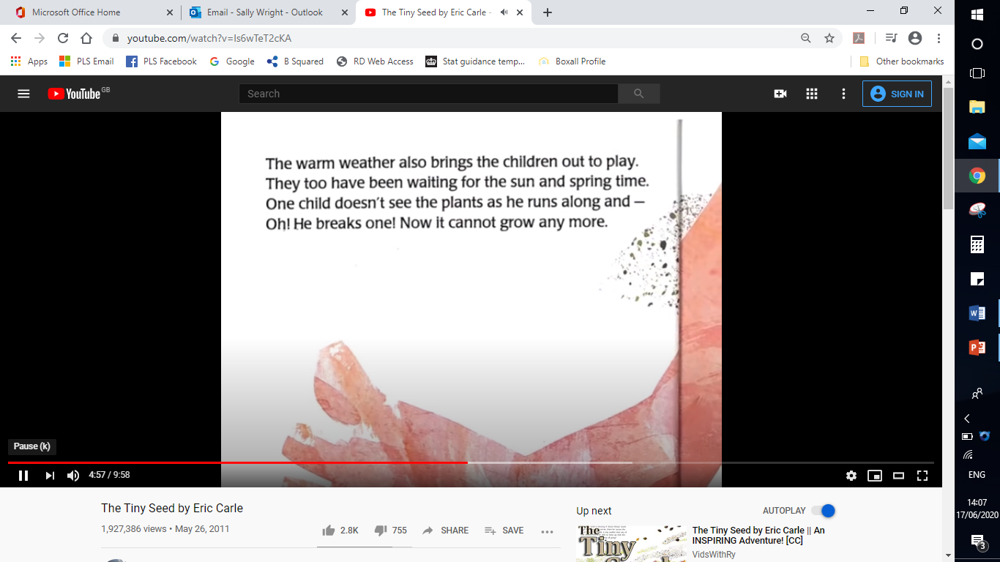 Microsoft Office Home
Email - Sally Wright - Outlook
The Tiny Seed by Eric Carle -
youtube.com/watch?v=Is6wTeT2cKA
Apps
PLS Email
PLS Facebook
Google
B Squared
RD Web Access
Stat guidance temp...
Boxall Profile
Other bookmarks
YouTube GB
Search
SIGN IN
The warm weather also brings the children out to play.
They too have been waiting for the sun and spring time.
One child doesn't see the plants as he runs along and –
Oh! He breaks one! Now it cannot grow any more.
Pause (k)
4:57 / 9:58
The Tiny Seed by Eric Carle
1,927,386 views • May 26, 2011
2.8K
755
SHARE
SAVE
Up next
AUTOPLAY
The
Tiny
The Tiny Seed by Eric Carle || An
INSPIRING Adventure! [CC]
VidsWithRy
ENG
14:07
17/06/2020
3